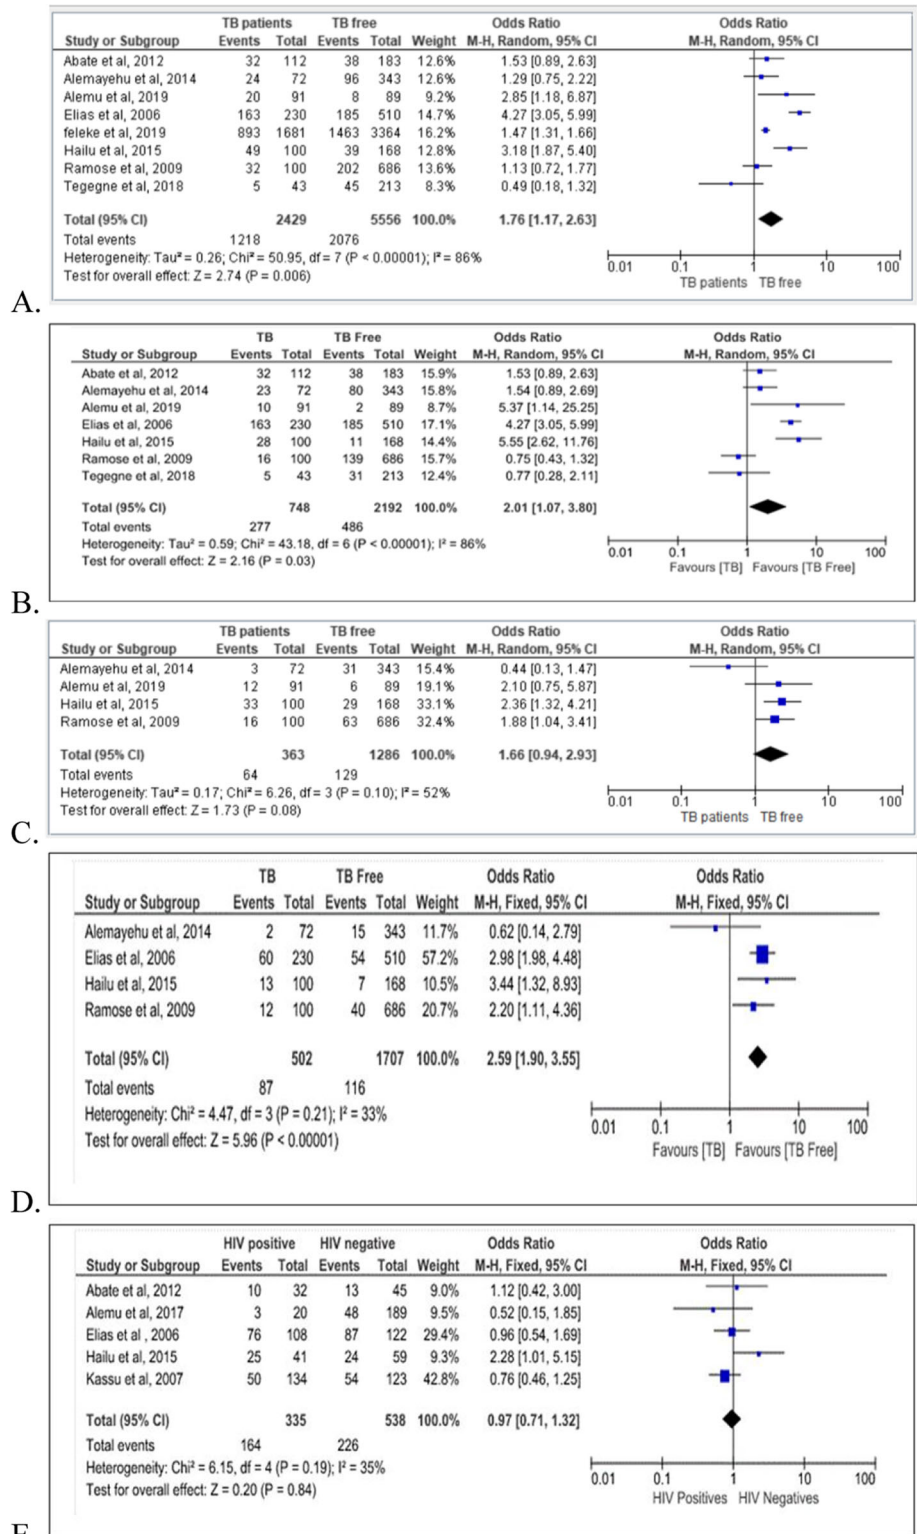 TB patients TB free Odds Ratio Odds Ratio
Study or Subgroup Events Total Events Total Weight M-H, Random, 95% CI M-H, Random, 95% CI
Abate et al, 2012 32 112 38 183 12.6% 1.53 [0.89, 2.63]
Alemayehu et al, 2014 24 72 96 343 12.5% 1.29 [0.75, 2.22]
Alemu et al, 2019 20 91 8 89 9.2% 2.85 [1.18, 6.87]
Elias et al, 2006 163 230 185 510 14.7% 4.27 [3.05, 5.99]
feleke et al, 2019 893 1681 1463 3364 16.2% 1.47 [1.31, 1.66]
Hailu et al, 2015 49 100 39 168 12.8% 3.18 [1.87, 5.40]
Ramose et al, 2009 32 100 202 686 13.6% 1.13 [0.72, 1.77]
Tegegne et al, 2018 5 43 45 213 8.3% 0.49 [0.18, 1.32]
Total (95% CI) 2429 5556 100.0% 1.76 [1.17, 2.63]
Total events 1218 2076
Heterogeneity: Tau² = 0.26; Chi² = 50.95, df = 7 (P < 0.00001); I² = 86%
Test for overall effect: Z = 2.74 (P = 0.006)
0.01 0.1 1 10 100
TB patients TB free
A.
TB TB Free Odds Ratio Odds Ratio
Study or Subgroup Events Total Events Total Weight M-H, Random, 95% CI M-H, Random, 95% CI
Abate et al, 2012 32 112 38 183 15.9% 1.53 [0.89, 2.63]
Alemayehu et al, 2014 23 72 80 343 15.8% 1.54 [0.89, 2.69]
Alemu et al, 2019 10 91 2 89 8.7% 5.37 [1.14, 25.25]
Elias et al, 2006 163 230 185 510 17.1% 4.27 [3.05, 5.99]
Hailu et al, 2015 28 100 11 168 14.4% 5.55 [2.62, 11.76]
Ramose et al, 2009 16 100 139 686 15.7% 0.75 [0.43, 1.32]
Tegegne et al, 2018 5 43 31 213 12.4% 0.77 [0.28, 2.11]
Total (95% CI) 748 2192 100.0% 2.01 [1.07, 3.80]
Total events 277 486
Heterogeneity: Tau² = 0.59; Chi² = 43.18, df = 6 (P < 0.00001); I² = 86%
Test for overall effect: Z = 2.16 (P = 0.03)
0.01 0.1 1 10 100
Favours [TB] Favours [TB Free]
B.
TB patients TB free Odds Ratio Odds Ratio
Study or Subgroup Events Total Events Total Weight M-H, Random, 95% CI M-H, Random, 95% CI
Alemayehu et al, 2014 3 72 31 343 15.4% 0.44 [0.13, 1.47]
Alemu et al, 2019 12 91 6 89 19.1% 2.10 [0.75, 5.87]
Hailu et al, 2015 33 100 29 168 33.1% 2.36 [1.32, 4.21]
Ramose et al, 2009 16 100 63 686 32.4% 1.88 [1.04, 3.41]
Total (95% CI) 363 1286 100.0% 1.66 [0.94, 2.93]
Total events 64 129
Heterogeneity: Tau² = 0.17; Chi² = 6.26, df = 3 (P = 0.10); I² = 52%
Test for overall effect: Z = 1.73 (P = 0.08)
0.01 0.1 1 10 100
TB patients TB free
C.
TB TB Free Odds Ratio Odds Ratio
Study or Subgroup Events Total Events Total Weight M-H, Fixed, 95% CI M-H, Fixed, 95% CI
Alemayehu et al, 2014 2 72 15 343 11.7% 0.62 [0.14, 2.79]
Elias et al, 2006 60 230 54 510 57.2% 2.98 [1.98, 4.48]
Hailu et al, 2015 13 100 7 168 10.5% 3.44 [1.32, 8.93]
Ramose et al, 2009 12 100 40 686 20.7% 2.20 [1.11, 4.36]
Total (95% CI) 502 1707 100.0% 2.59 [1.90, 3.55]
Total events 87 116
Heterogeneity: Chi² = 4.47, df = 3 (P = 0.21); I² = 33%
Test for overall effect: Z = 5.96 (P < 0.00001)
0.01 0.1 1 10 100
Favours [TB] Favours [TB Free]
D.
HIV positive HIV negative Odds Ratio Odds Ratio
Study or Subgroup Events Total Events Total Weight M-H, Fixed, 95% CI M-H, Fixed, 95% CI
Abate et al, 2012 10 32 13 45 9.0% 1.12 [0.42, 3.00]
Alemu et al, 2017 3 20 48 189 9.5% 0.52 [0.15, 1.85]
Elias et al , 2006 76 108 87 122 29.4% 0.96 [0.54, 1.69]
Hailu et al, 2015 25 41 24 59 9.3% 2.28 [1.01, 5.15]
Kassu et al, 2007 50 134 54 123 42.8% 0.76 [0.46, 1.25]
Total (95% CI) 335 538 100.0% 0.97 [0.71, 1.32]
Total events 164 226
Heterogeneity: Chi² = 6.15, df = 4 (P = 0.19); I² = 35%
Test for overall effect: Z = 0.20 (P = 0.84)
0.01 0.1 1 10 100
HIV Positives HIV Negatives